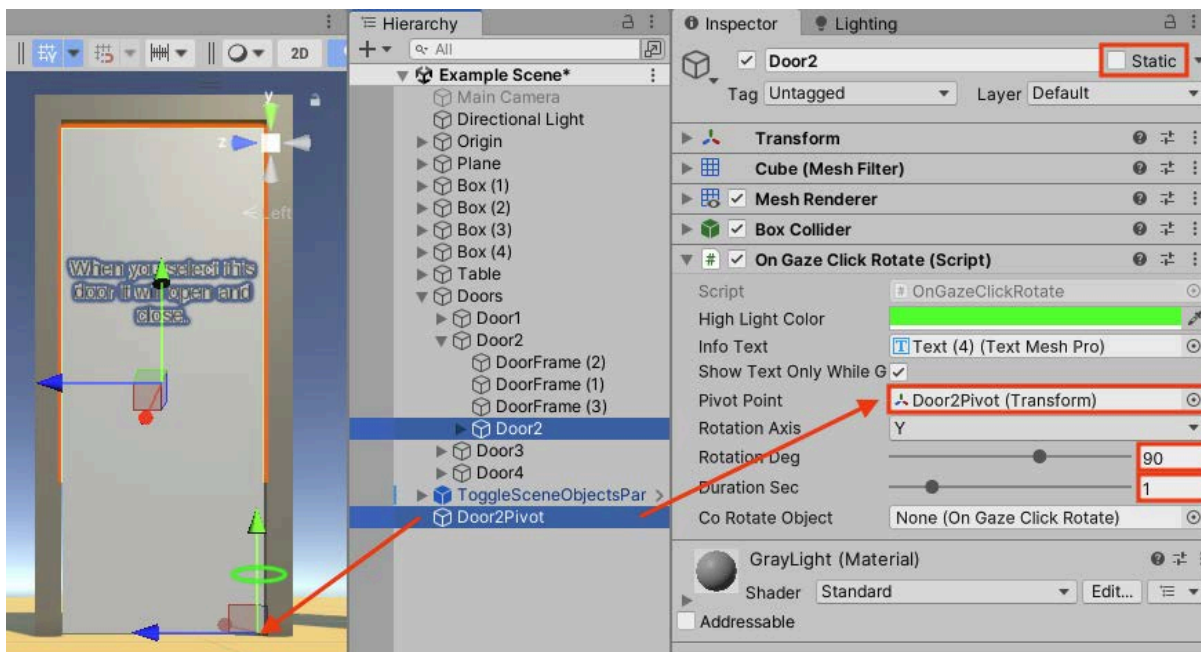 2D
y
z
Left
When you select this
door it will open and
close.
Hierarchy
All
Example Scene*
Main Camera
Directional Light
Origin
Plane
Box (1)
Box (2)
Box (3)
Box (4)
Table
Doors
Door1
Door2
DoorFrame (2)
DoorFrame (1)
DoorFrame (3)
Door2
Door3
Door4
ToggleSceneObjectsPar
Door2Pivot
Inspector
Lighting
Door2
Static
Tag Untagged
Layer Default
Transform
Cube (Mesh Filter)
Mesh Renderer
Box Collider
# On Gaze Click Rotate (Script)
Script # OnGazeClickRotate
High Light Color
Info Text T Text (4) (Text Mesh Pro)
Show Text Only While G
Pivot Point Door2Pivot (Transform)
Rotation Axis Y
Rotation Deg 90
Duration Sec 1
Co Rotate Object None (On Gaze Click Rotate)
GrayLight (Material)
Shader Standard Edit...
Addressable